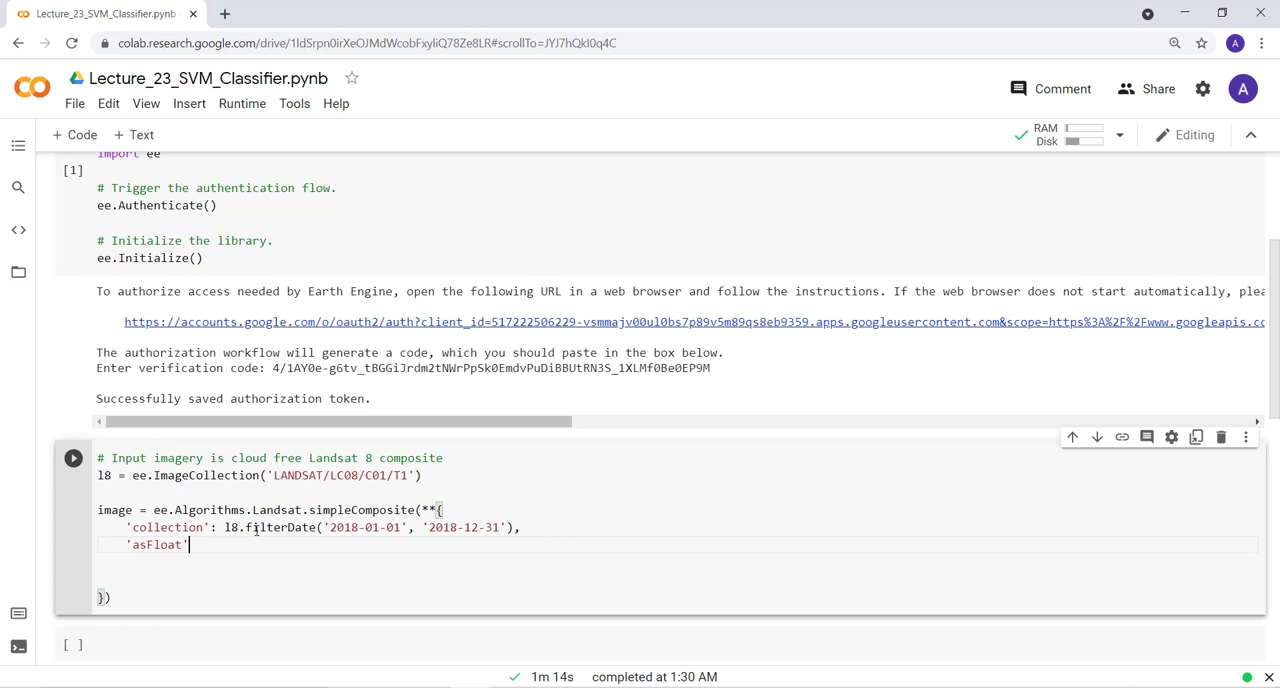 Lecture_23_SVM_Classifier.pynb
colab.research.google.com/drive/1ldSrpn0irXeOJMdWcobFxyliQ78Ze8LR#scrollTo=JYJ7hQkI0q4C
A
Lecture_23_SVM_Classifier.pynb
File Edit View Insert Runtime Tools Help
Comment
Share
A
+ Code + Text
RAM
Disk
Editing
import ee
[1]
# Trigger the authentication flow.
ee.Authenticate()
# Initialize the library.
ee.Initialize()
To authorize access needed by Earth Engine, open the following URL in a web browser and follow the instructions. If the web browser does not start automatically, plea
https://accounts.google.com/o/oauth2/auth?client_id=517222506229-vsmmajv00ul0bs7p89v5m89qs8eb9359.apps.googleusercontent.com&scope=https%3A%2F%2Fwww.googleapis.co
The authorization workflow will generate a code, which you should paste in the box below.
Enter verification code: 4/1AY0e-g6tv_tBGGiJrdm2tNWrPpSk0EmdvPuDiBBUtRN3S_1XLMf0Be0EP9M
Successfully saved authorization token.
# Input imagery is cloud free Landsat 8 composite
l8 = ee.ImageCollection('LANDSAT/LC08/C01/T1')
image = ee.Algorithms.Landsat.simpleComposite(**{
'collection': l8.filterDate('2018-01-01', '2018-12-31'),
'asFloat'
})
[ ]
1m 14s completed at 1:30 AM